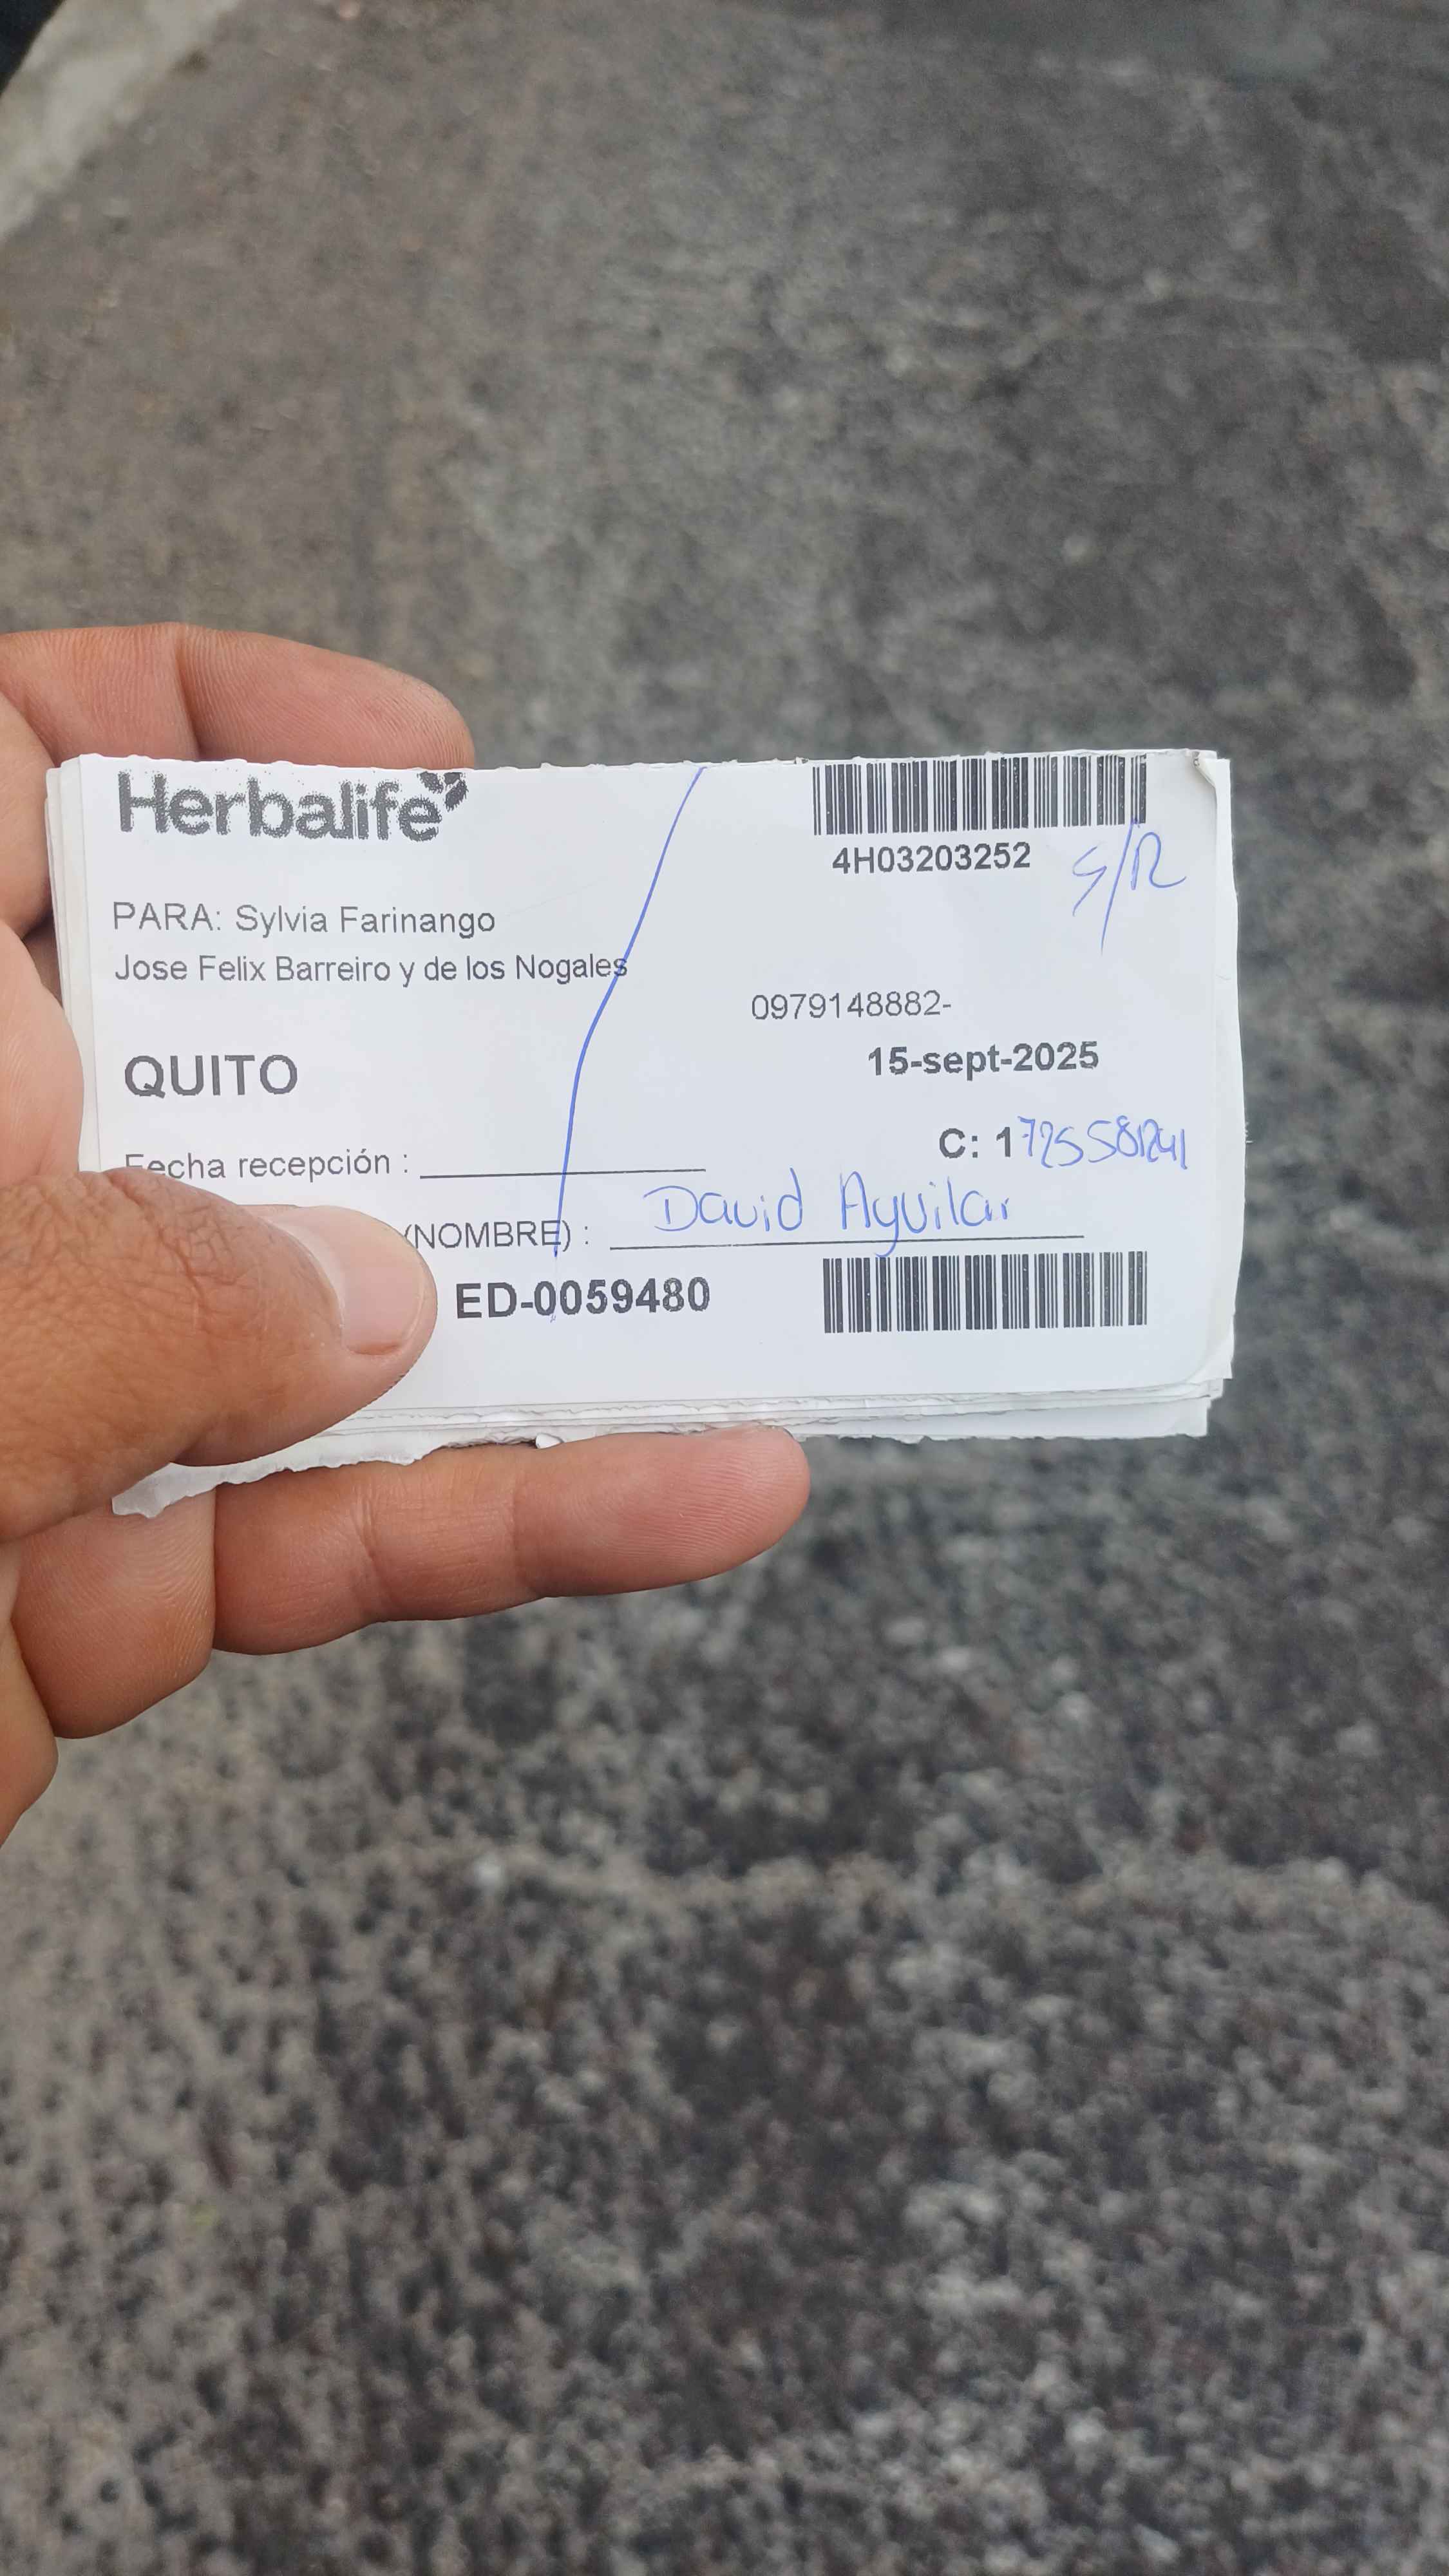 Herbalife
4H03203252
S/R
PARA: Sylvia Farinango
Jose Felix Barreiro y de los Nogales
0979148882-
15-sept-2025
QUITO
C: 1725581241
Fecha recepción :
(NOMBRE) : David Aguilar
ED-0059480